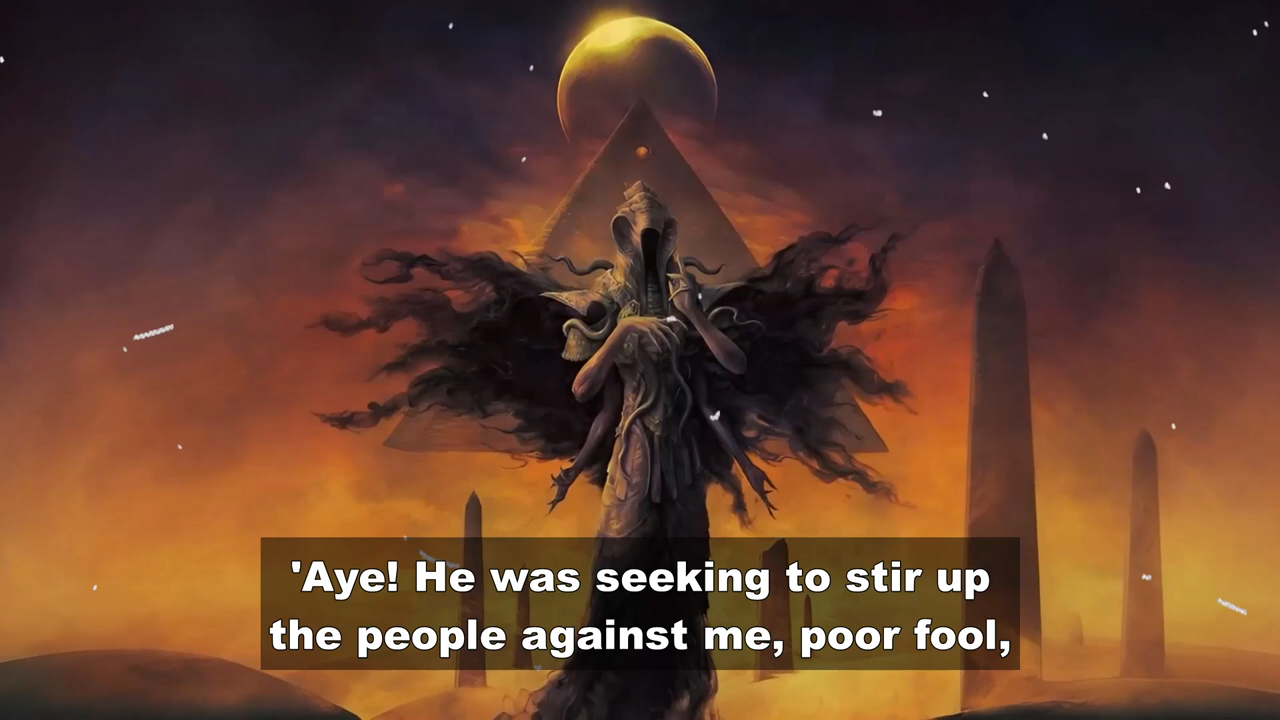 'Aye! He was seeking to stir up
the people against me, poor fool,